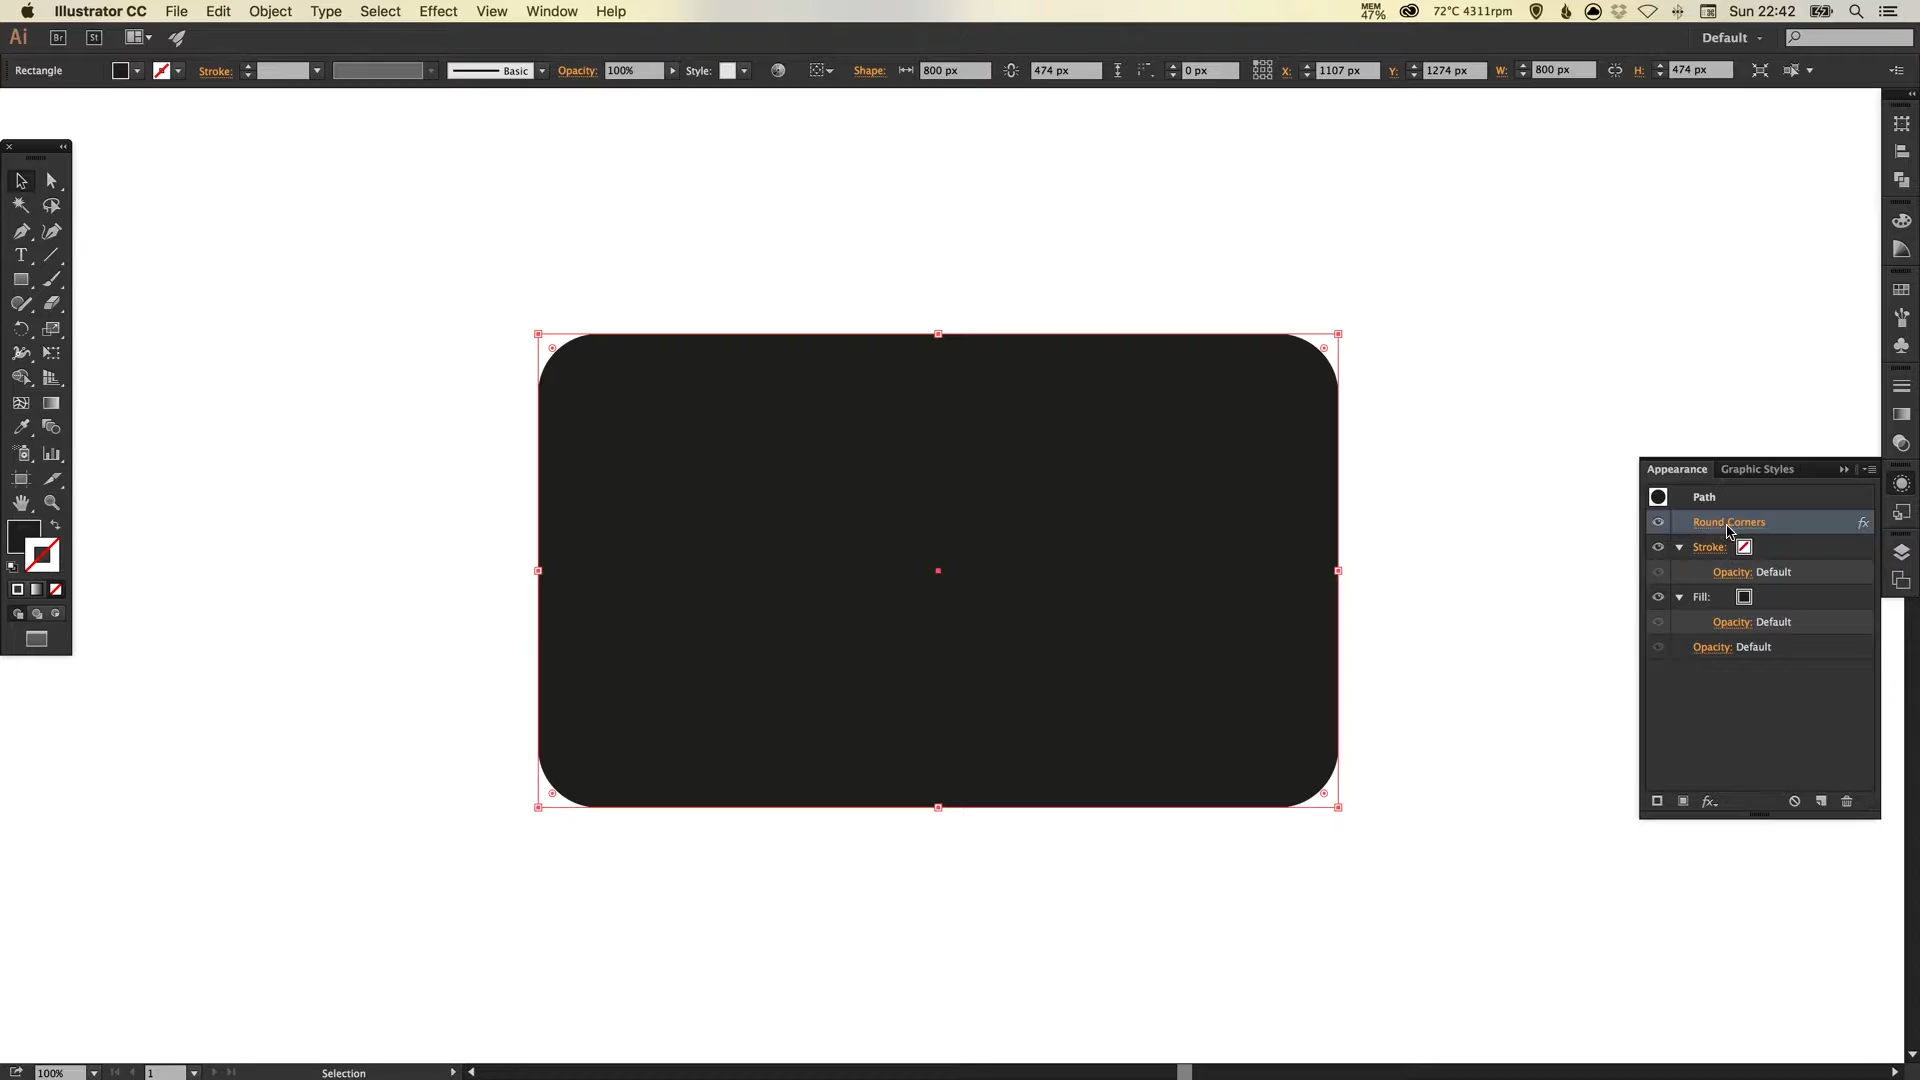 Illustrator CC File Edit Object Type Select Effect View Window Help MEM 47% 72°C 4311rpm Sun 22:42
Ai Br St Default
Rectangle Stroke: Basic Opacity: 100% Style: Shape: 800 px 474 px 0 px X: 1107 px Y: 1274 px W: 800 px H: 474 px
Appearance Graphic Styles
Path
Round Corners fx
Stroke:
Opacity: Default
Fill:
Opacity: Default
Opacity: Default
fx
100% 1 Selection